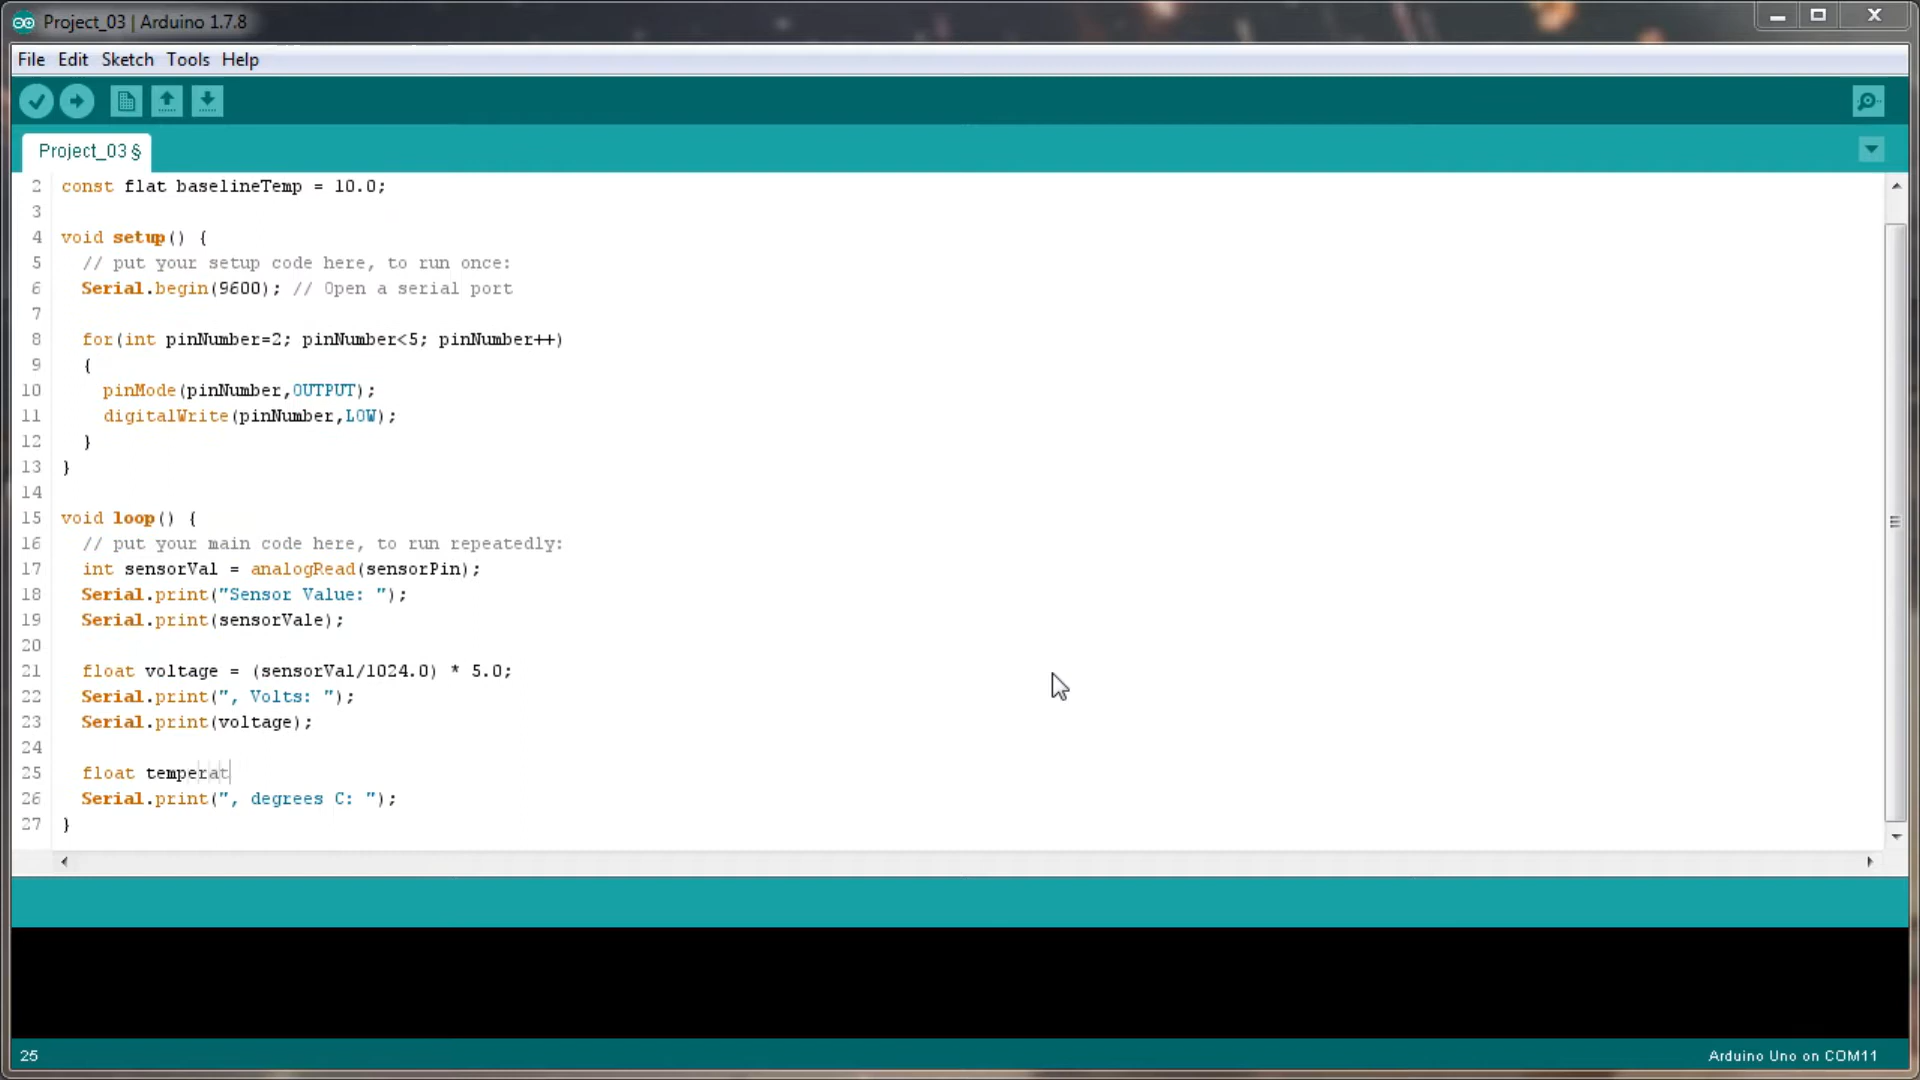 Project_03 | Arduino 1.7.8
File Edit Sketch Tools Help
Project_03 §
2 const flat baselineTemp = 10.0;
3
4 void setup() {
5 // put your setup code here, to run once:
6 Serial.begin(9600); // Open a serial port
7
8 for(int pinNumber=2; pinNumber<5; pinNumber++)
9 {
10 pinMode(pinNumber,OUTPUT);
11 digitalWrite(pinNumber,LOW);
12 }
13 }
14
15 void loop() {
16 // put your main code here, to run repeatedly:
17 int sensorVal = analogRead(sensorPin);
18 Serial.print("Sensor Value: ");
19 Serial.print(sensorVale);
20
21 float voltage = (sensorVal/1024.0) * 5.0;
22 Serial.print(", Volts: ");
23 Serial.print(voltage);
24
25 float temperat
26 Serial.print(", degrees C: ");
27 }
25 Arduino Uno on COM11